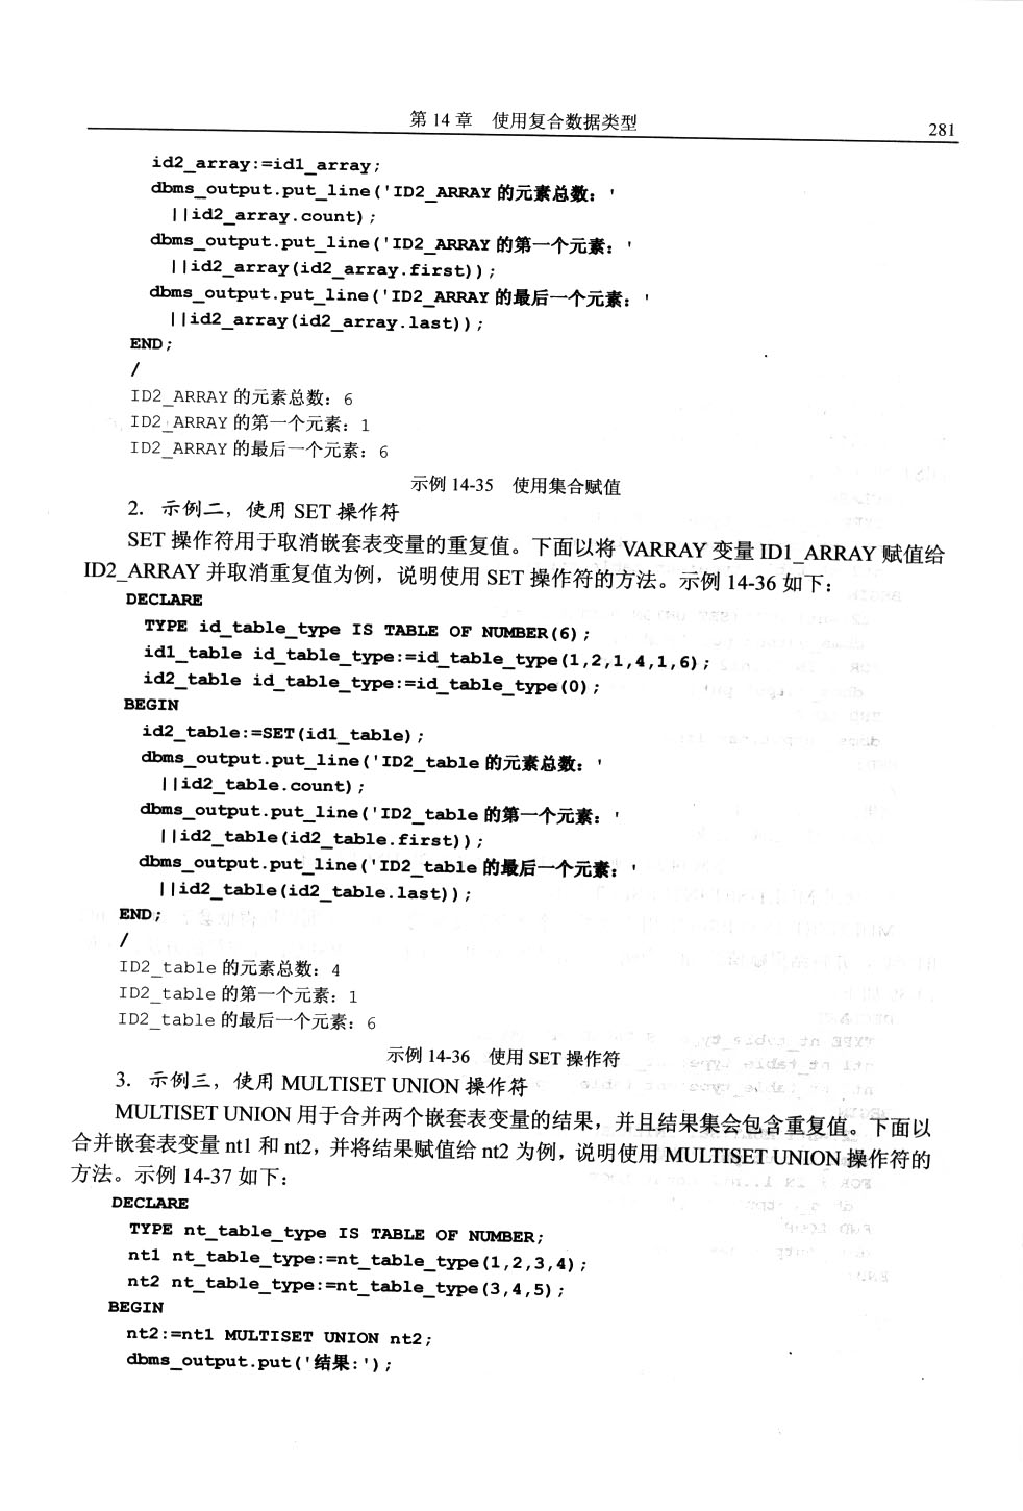 第 14 章 使用复合数据类型
281
id2_array:=id1_array;
dbms_output.put_line('ID2_ARRAY 的元素总数: '
||id2_array.count);
dbms_output.put_line('ID2_ARRAY 的第一个元素: '
||id2_array(id2_array.first));
dbms_output.put_line('ID2_ARRAY 的最后一个元素: '
||id2_array(id2_array.last));
END;
/
ID2_ARRAY 的元素总数: 6
ID2_ARRAY 的第一个元素: 1
ID2_ARRAY 的最后一个元素: 6
示例 14-35 使用集合赋值
2. 示例二，使用 SET 操作符
SET 操作符用于取消嵌套表变量的重复值。下面以将 VARRAY 变量 ID1_ARRAY 赋值给
ID2_ARRAY 并取消重复值为例，说明使用 SET 操作符的方法。示例 14-36 如下：
DECLARE
TYPE id_table_type IS TABLE OF NUMBER(6);
id1_table id_table_type:=id_table_type(1,2,1,4,1,6);
id2_table id_table_type:=id_table_type(0);
BEGIN
id2_table:=SET(id1_table);
dbms_output.put_line('ID2_table 的元素总数: '
||id2_table.count);
dbms_output.put_line('ID2_table 的第一个元素: '
||id2_table(id2_table.first));
dbms_output.put_line('ID2_table 的最后一个元素: '
||id2_table(id2_table.last));
END;
/
ID2_table 的元素总数: 4
ID2_table 的第一个元素: 1
ID2_table 的最后一个元素: 6
示例 14-36 使用 SET 操作符
3. 示例三，使用 MULTISET UNION 操作符
MULTISET UNION 用于合并两个嵌套表变量的结果，并且结果集会包含重复值。下面以
合并嵌套表变量 nt1 和 nt2，并将结果赋值给 nt2 为例，说明使用 MULTISET UNION 操作符的
方法。示例 14-37 如下：
DECLARE
TYPE nt_table_type IS TABLE OF NUMBER;
nt1 nt_table_type:=nt_table_type(1,2,3,4);
nt2 nt_table_type:=nt_table_type(3,4,5);
BEGIN
nt2:=nt1 MULTISET UNION nt2;
dbms_output.put('结果:');